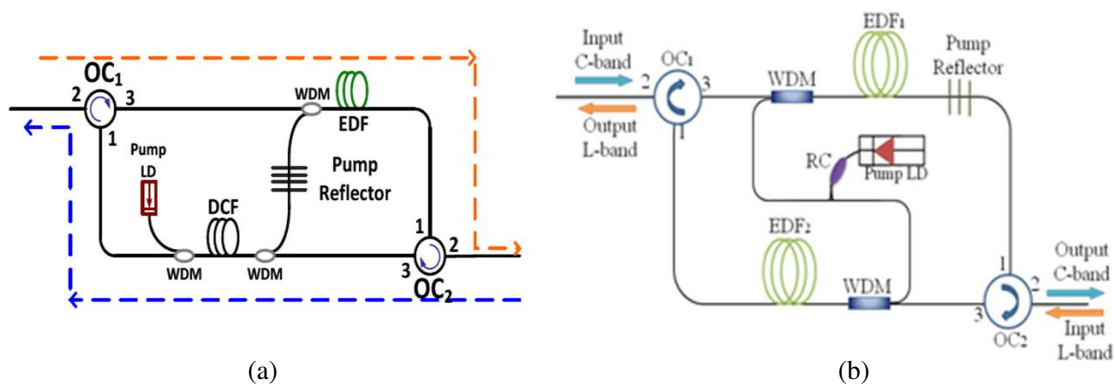 OC1
2
3
1
WDM
EDF
Pump
LD
Pump
Reflector
DCF
WDM
WDM
1
2
3
OC2
(a)
Input
C-band
Output
L-band
OC1
2
3
1
WDM
EDF1
Pump
Reflector
RC
Pump LD
EDF2
WDM
1
2
3
OC2
Output
C-band
Input
L-band
(b)